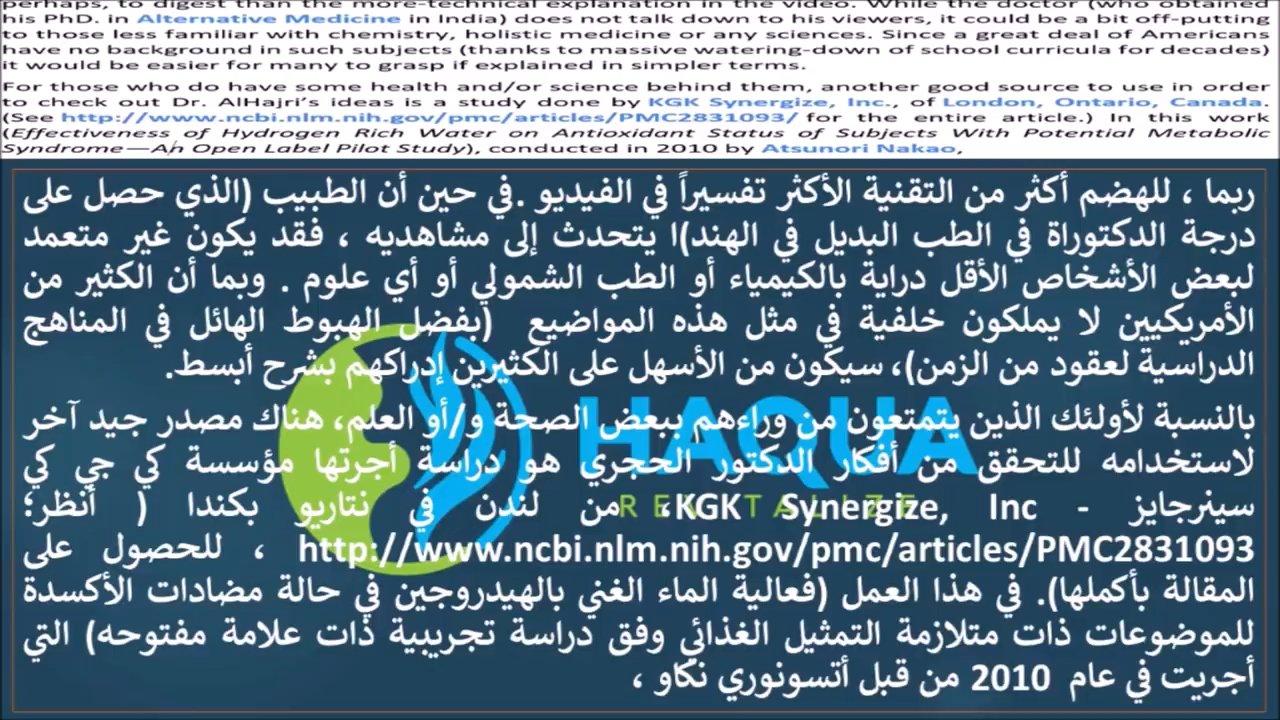 perhaps, to digest than the more-technical explanation in the video. While the doctor (who obtained
his PhD. in Alternative Medicine in India) does not talk down to his viewers, it could be a bit off-putting
to those less familiar with chemistry, holistic medicine or any sciences. Since a great deal of Americans
have no background in such subjects (thanks to massive watering-down of school curricula for decades)
it would be easier for many to grasp if explained in simpler terms.
For those who do have some health and/or science behind them, another good source to use in order
to check out Dr. AlHajri's ideas is a study done by KGK Synergize, Inc., of London, Ontario, Canada.
(See http://www.ncbi.nlm.nih.gov/pmc/articles/PMC2831093/ for the entire article.) In this work
(Effectiveness of Hydrogen Rich Water on Antioxidant Status of Subjects With Potential Metabolic
Syndrome—An Open Label Pilot Study), conducted in 2010 by Atsunori Nakao,
ربما ، للهضم أكثر من التقنية الأكثر تفسيراً في الفيديو .في حين أن الطبيب (الذي حصل على
درجة الدكتوراة في الطب البديل في الهند)ا يتحدث إلى مشاهديه ، فقد يكون غير متعمد
لبعض الأشخاص الأقل دراية بالكيمياء أو الطب الشمولي أو أي علوم . وبما أن الكثير من
الأمريكيين لا يملكون خلفية في مثل هذه المواضيع (بفضل الهبوط الهائل في المناهج
الدراسية لعقود من الزمن)، سيكون من الأسهل على الكثيرين إدراكهم بشرح أبسط.
بالنسبة لأولئك الذين يتمتعون من وراءهم ببعض الصحة و/أو العلم، هناك مصدر جيد آخر
لاستخدامه للتحقق من أفكار الدكتور الحجري هو دراسة أجرتها مؤسسة كي جي كي
سينرجايز - KGK Synergize, Inc، من لندن في نتاريو بكندا ( أنظر؛
http://www.ncbi.nlm.nih.gov/pmc/articles/PMC2831093 ، للحصول على
المقالة بأكملها). في هذا العمل (فعالية الماء الغني بالهيدروجين في حالة مضادات الأكسدة
للموضوعات ذات متلازمة التمثيل الغذائي وفق دراسة تجريبية ذات علامة مفتوحه) التي
أجريت في عام 2010 من قبل أتسونوري نكاو ،
HAQUA